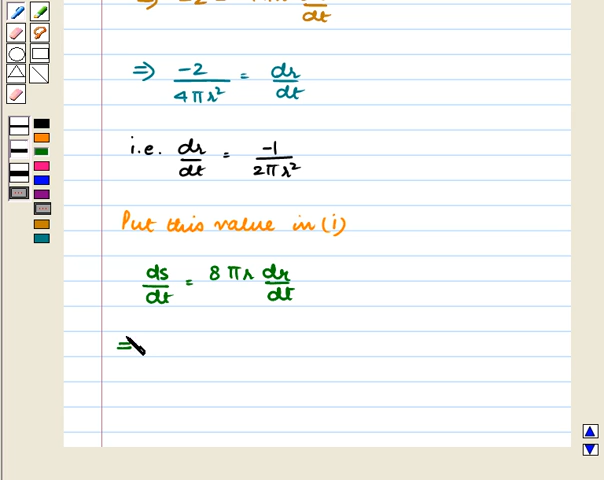 ⇒ -2/4πr² = dr/dt
i.e. dr/dt = -1/2πr²
Put this value in (i)
ds/dt = 8πr dr/dt
=